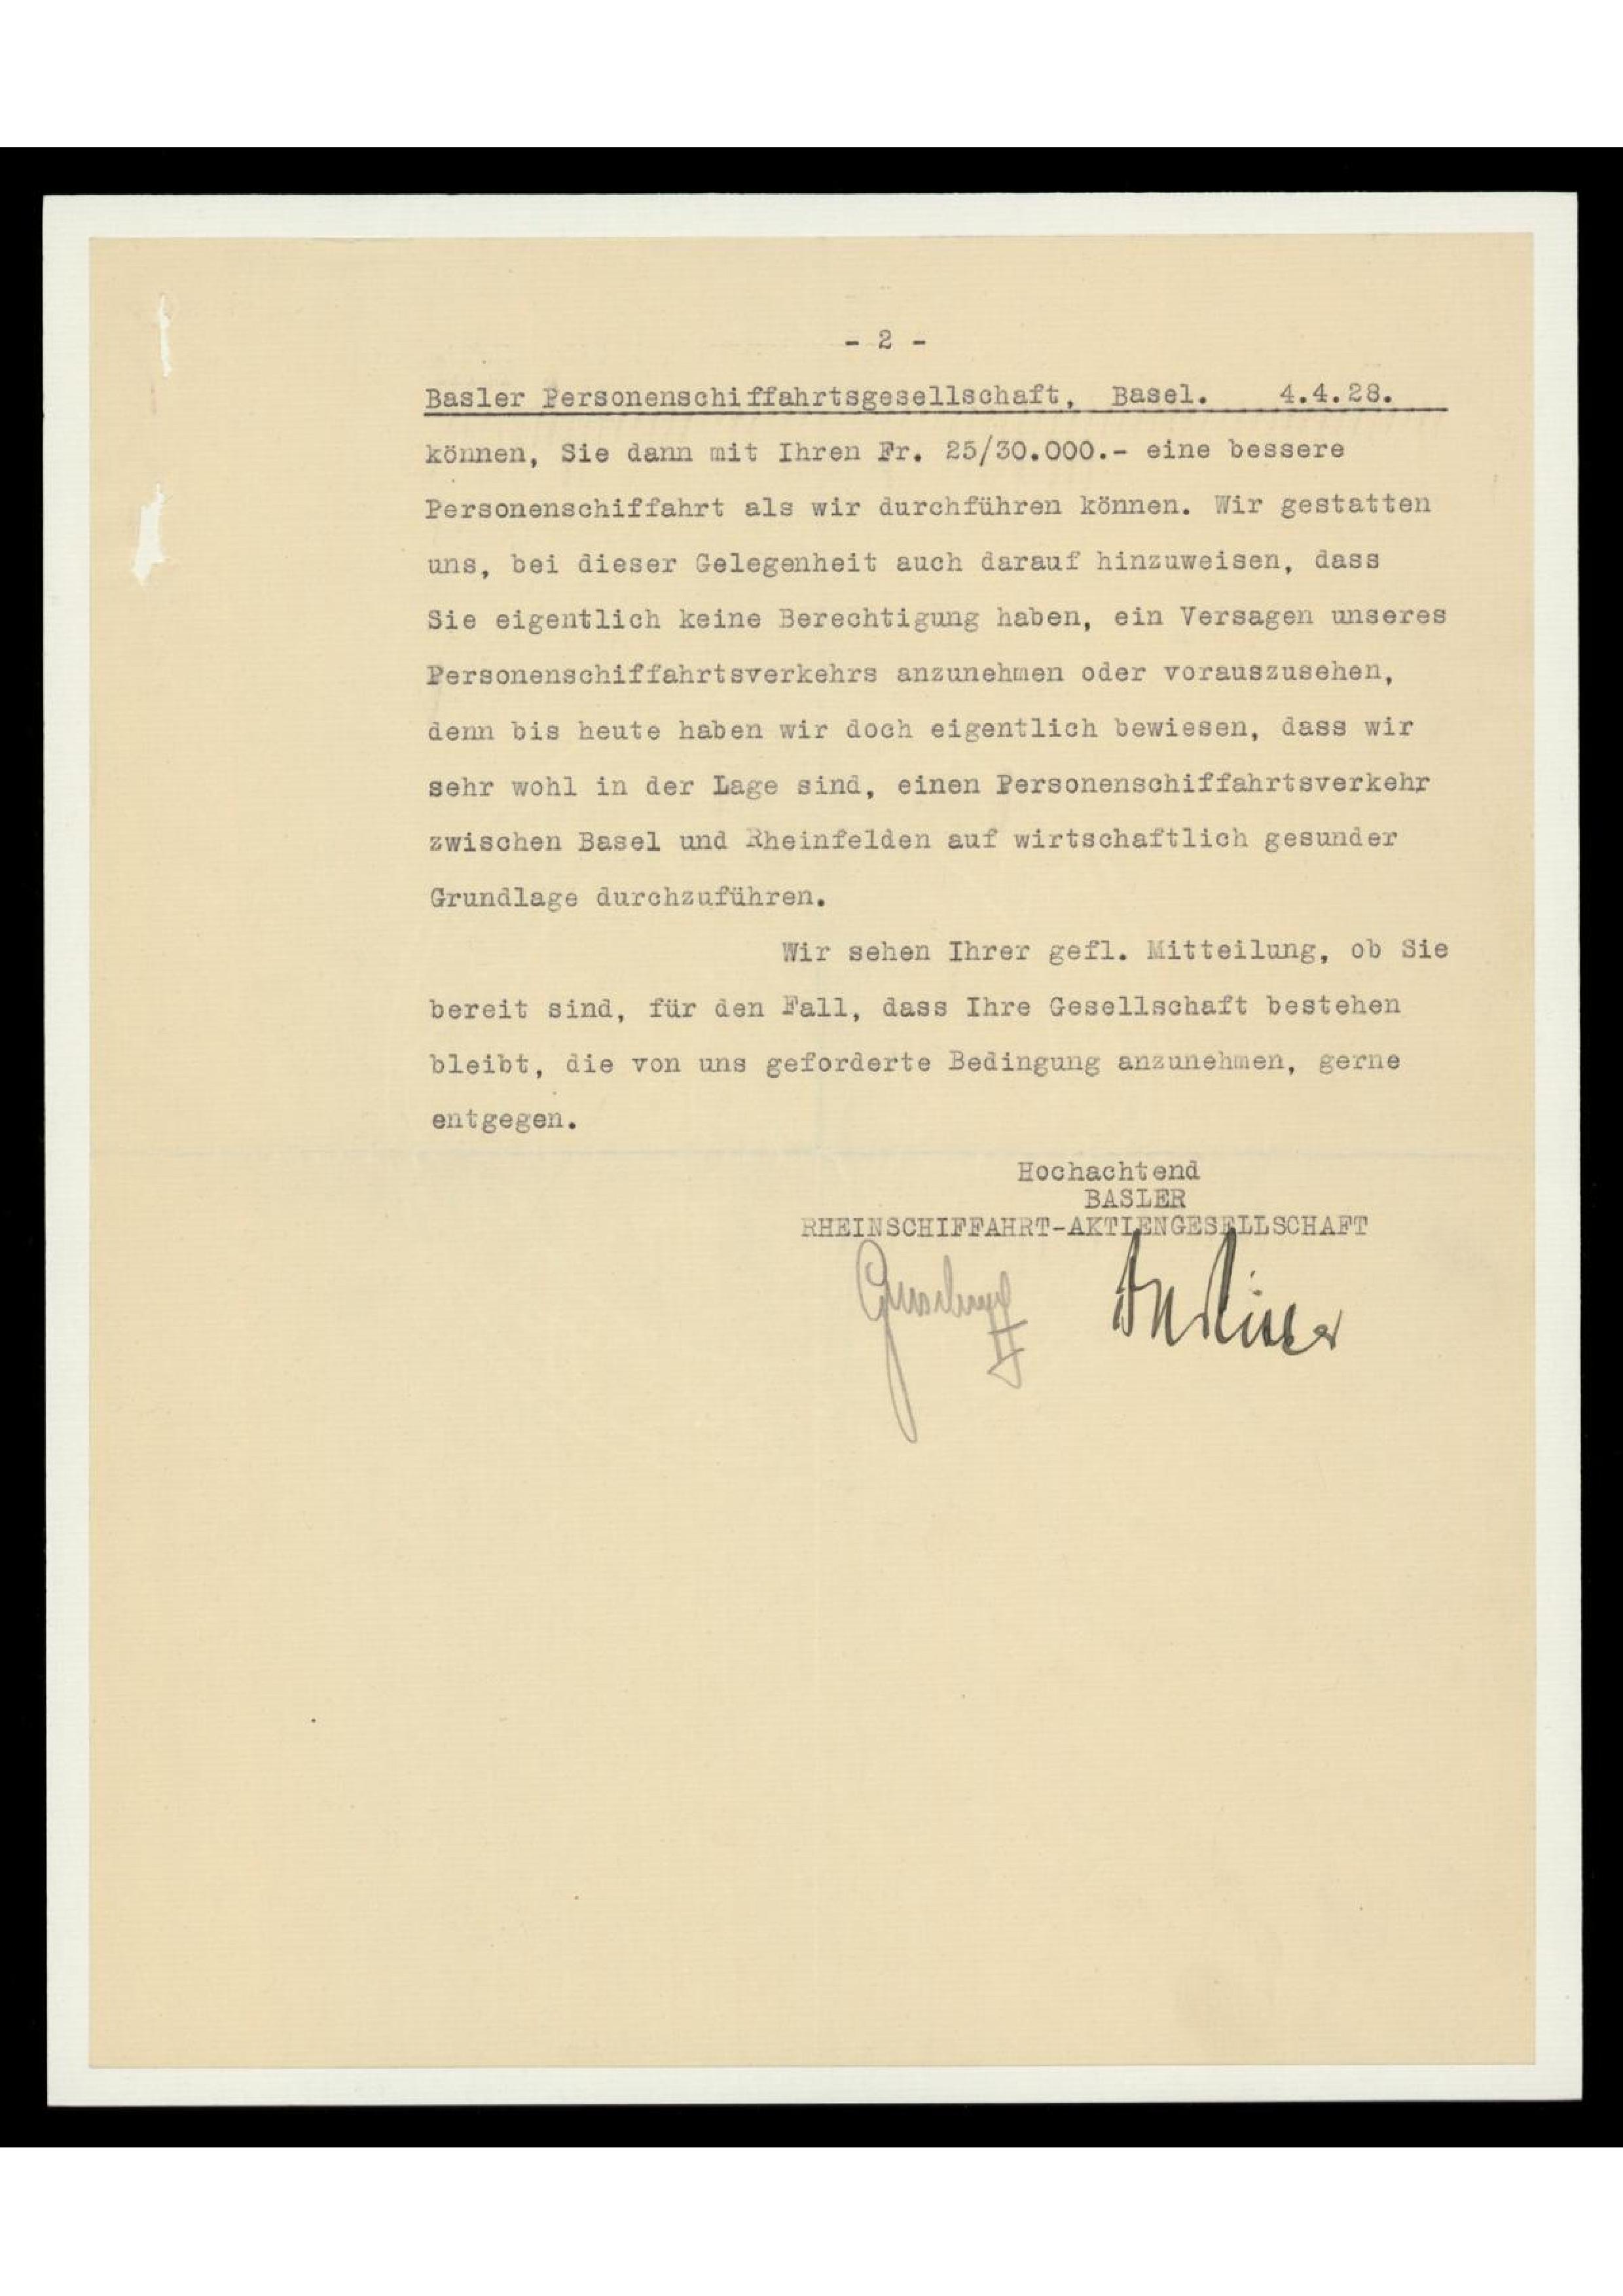 - 2 -
Basler Personenschiffahrtsgesellschaft, Basel. 4.4.28.
können, Sie dann mit Ihren Fr. 25/30.000.- eine bessere
Personenschiffahrt als wir durchführen können. Wir gestatten
uns, bei dieser Gelegenheit auch darauf hinzuweisen, dass
Sie eigentlich keine Berechtigung haben, ein Versagen unseres
Personenschiffahrtsverkehrs anzunehmen oder vorauszusehen,
denn bis heute haben wir doch eigentlich bewiesen, dass wir
sehr wohl in der Lage sind, einen Personenschiffahrtsverkehr
zwischen Basel und Rheinfelden auf wirtschaftlich gesunder
Grundlage durchzuführen.
Wir sehen Ihrer gefl. Mitteilung, ob Sie
bereit sind, für den Fall, dass Ihre Gesellschaft bestehen
bleibt, die von uns geforderte Bedingung anzunehmen, gerne
entgegen.
Hochachtend
BASLER
RHEINSCHIFFAHRT-AKTIENGESELLSCHAFT